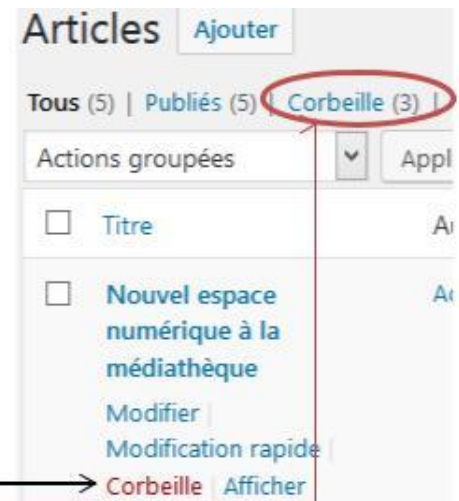 Articles Ajouter
Tous (5) | Publiés (5) | Corbeille (3) |
Actions groupées Appl
Titre
Nouvel espace
numérique à la
médiathèque
Modifier |
Modification rapide |
Corbeille | Afficher